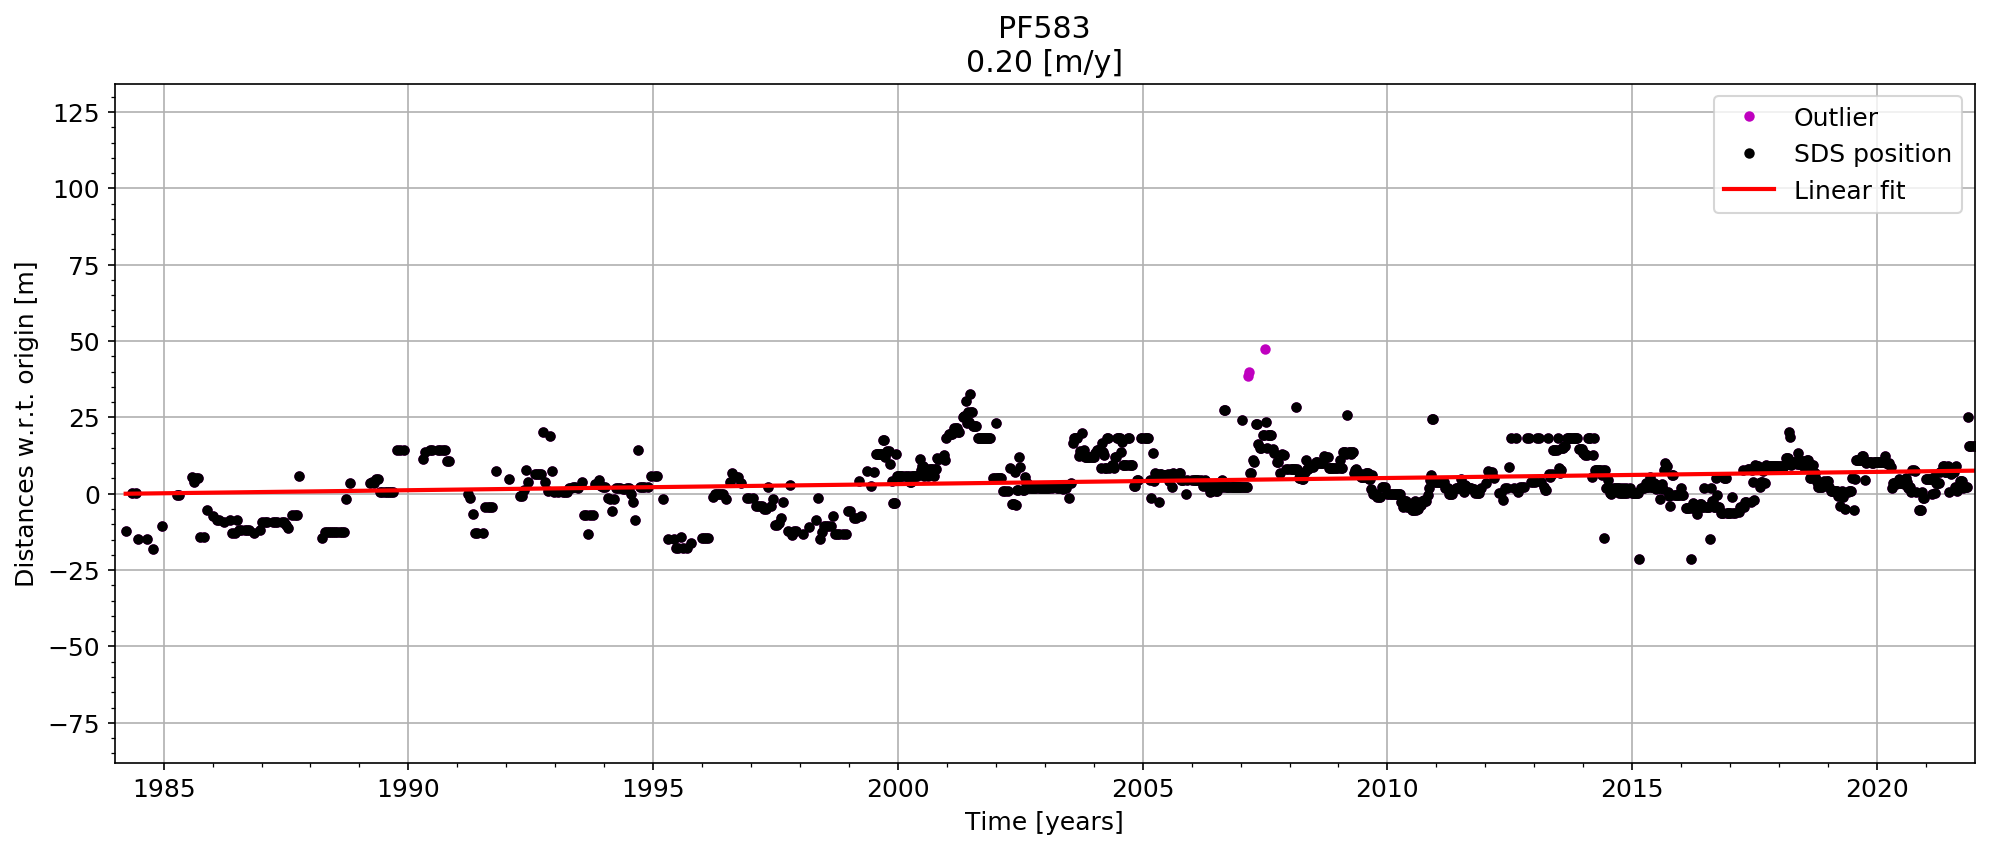 PF583
0.20 [m/y]
Outlier
SDS position
Linear fit
Distances w.r.t. origin [m]
125
100
75
50
25
0
−25
−50
−75
1985
1990
1995
2000
2005
2010
2015
2020
Time [years]